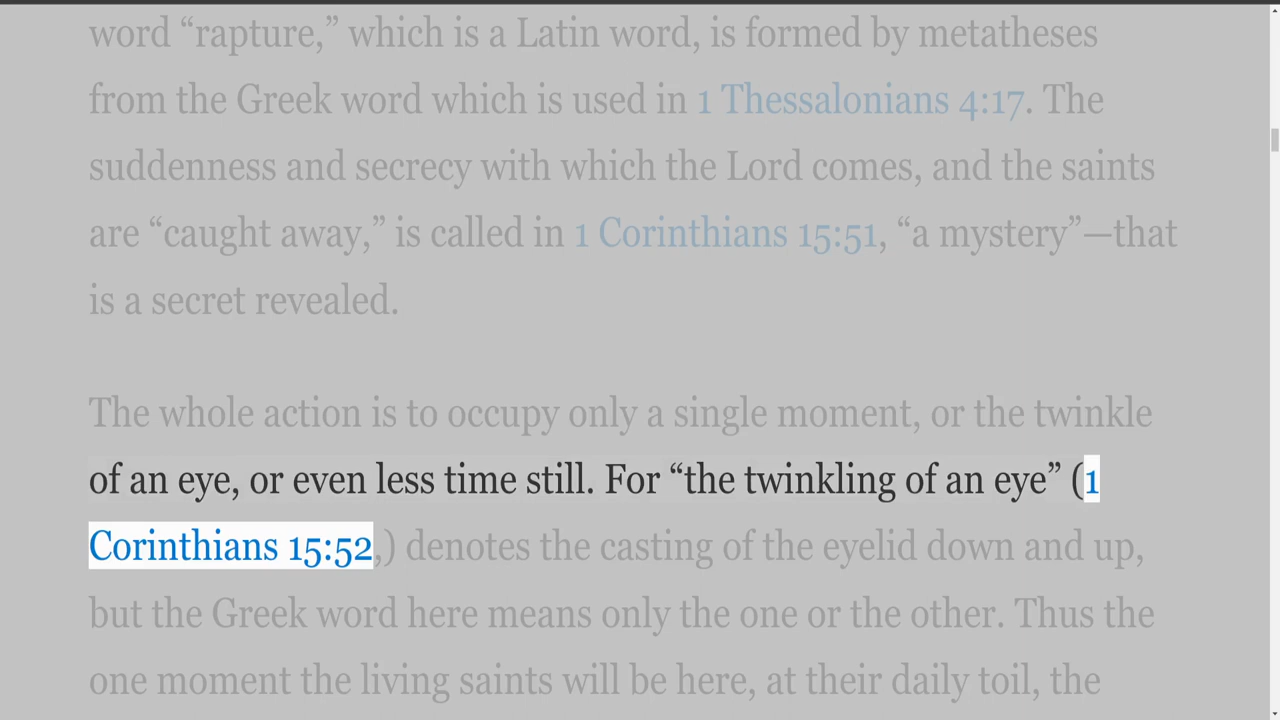 word “rapture,” which is a Latin word, is formed by metatheses
from the Greek word which is used in 1 Thessalonians 4:17. The
suddenness and secrecy with which the Lord comes, and the saints
are “caught away,” is called in 1 Corinthians 15:51, “a mystery”—that
is a secret revealed.
The whole action is to occupy only a single moment, or the twinkle
of an eye, or even less time still. For “the twinkling of an eye” (1
Corinthians 15:52,) denotes the casting of the eyelid down and up,
but the Greek word here means only the one or the other. Thus the
one moment the living saints will be here, at their daily toil, the